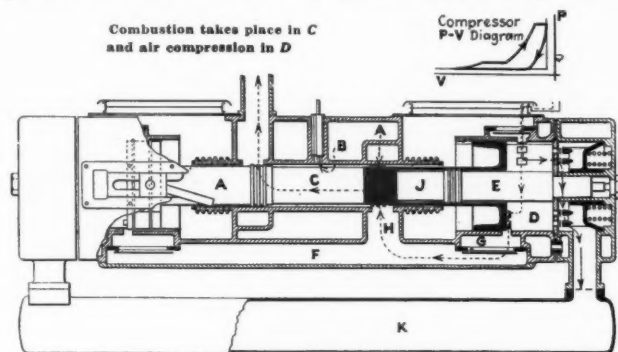 Combustion takes place in C
and air compression in D
Compressor
P-V Diagram
P
V
A
B
A
C
J
E
D
H
G
F
K